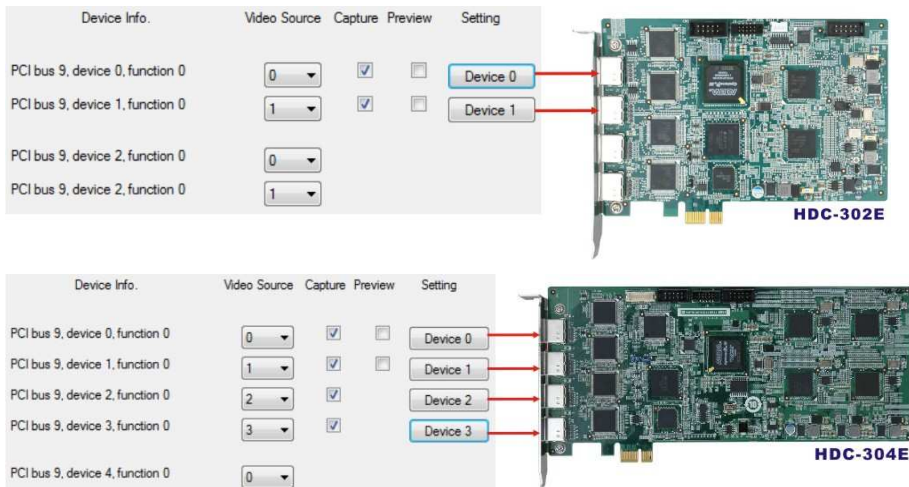 Device Info. Video Source Capture Preview Setting
PCI bus 9, device 0, function 0 0 Device 0
PCI bus 9, device 1, function 0 1 Device 1
PCI bus 9, device 2, function 0 0
PCI bus 9, device 2, function 0 1
HDC-302E
Device Info. Video Source Capture Preview Setting
PCI bus 9, device 0, function 0 0 Device 0
PCI bus 9, device 1, function 0 1 Device 1
PCI bus 9, device 2, function 0 2 Device 2
PCI bus 9, device 3, function 0 3 Device 3
HDC-304E
PCI bus 9, device 4, function 0 0